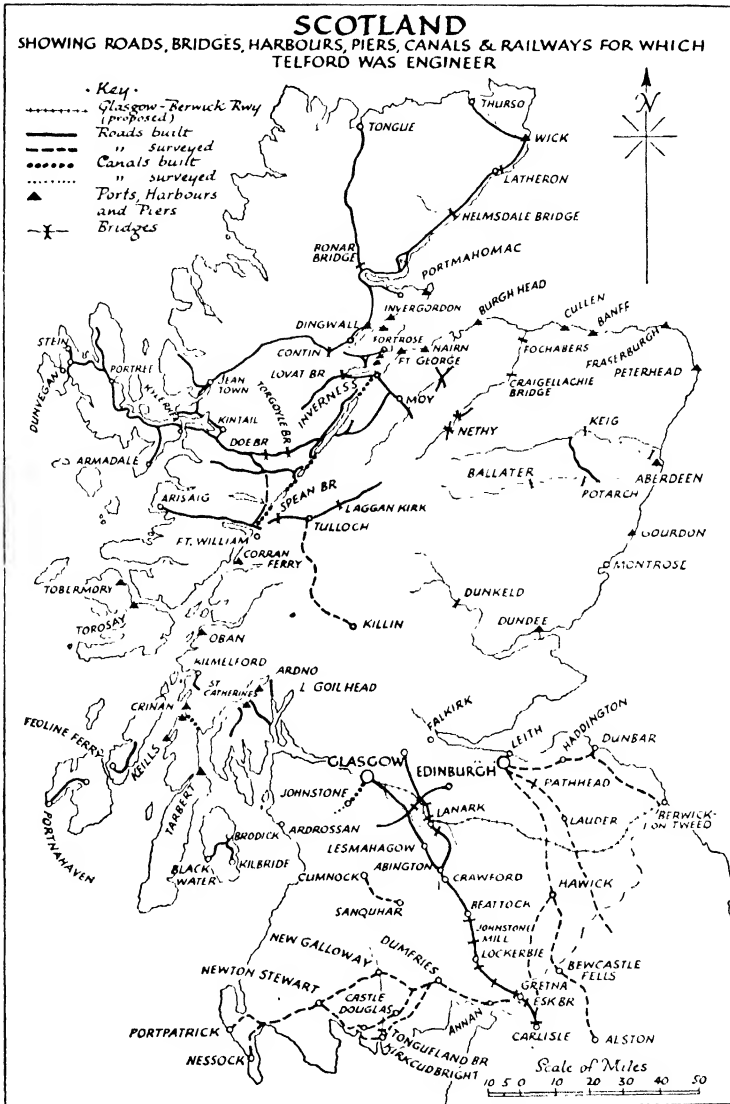 SCOTLAND
SHOWING ROADS, BRIDGES, HARBOURS, PIERS, CANALS & RAILWAYS FOR WHICH
TELFORD WAS ENGINEER
· Key ·
Glasgow-Berwick Rwy
(proposed)
Roads built
" surveyed
Canals built
" surveyed
Ports, Harbours
and Piers
Bridges
N
THURSO
TONGUE
WICK
LATHERON
HELMSDALE BRIDGE
BONAR
BRIDGE
PORTMAHOMAC
INVERGORDON
BURGH HEAD
CULLEN
BANFF
DINGWALL
FORTROSE
NAIRN
FT GEORGE
FOCHABERS
FRASERBURGH
PETERHEAD
STEIN
CONTIN
LOVAT BR
PORTREE
JEAN
TOWN
DUNVEGAN
KYLERHEA
TORGOYLE BR
INVERNESS
MOY
CRAIGELLACHIE
BRIDGE
KINTAIL
NETHY
KEIG
DOE BR
ARMADALE
BALLATER
ABERDEEN
SPEAN BR
POTARCH
ARISAIG
LAGGAN KIRK
TULLOCH
FT. WILLIAM
GOURDON
CORRAN
FERRY
MONTROSE
TOBERMORY
DUNKELD
TOROSAY
KILLIN
DUNDEE
OBAN
KILMELFORD
ARDNO
ST
CATHERINES
L GOILHEAD
CRINAN
FALKIRK
LEITH
HADDINGTON
DUNBAR
FEOLINE FERRY
KEILLS
GLASGOW
EDINBURGH
PATHHEAD
TARBERT
JOHNSTONE
LANARK
BERWICK-
ON TWEED
PORTNAHAVEN
BRODICK
ARDROSSAN
LAUDER
LESMAHAGOW
BLACK
WATER
KILBRIDE
ABINGTON
CRAWFORD
CUMNOCK
HAWICK
SANQUHAR
BEATTOCK
JOHNSTONE
MILL
NEW GALLOWAY
DUMFRIES
LOCKERBIE
BEWCASTLE
FELLS
NEWTON STEWART
GRETNA
CASTLE
DOUGLAS
ESK BR
ANNAN
PORTPATRICK
TONGUELAND BR
CARLISLE
ALSTON
KIRKCUDBRIGHT
NESSOCK
Scale of Miles
10 5 0 10 20 30 40 50